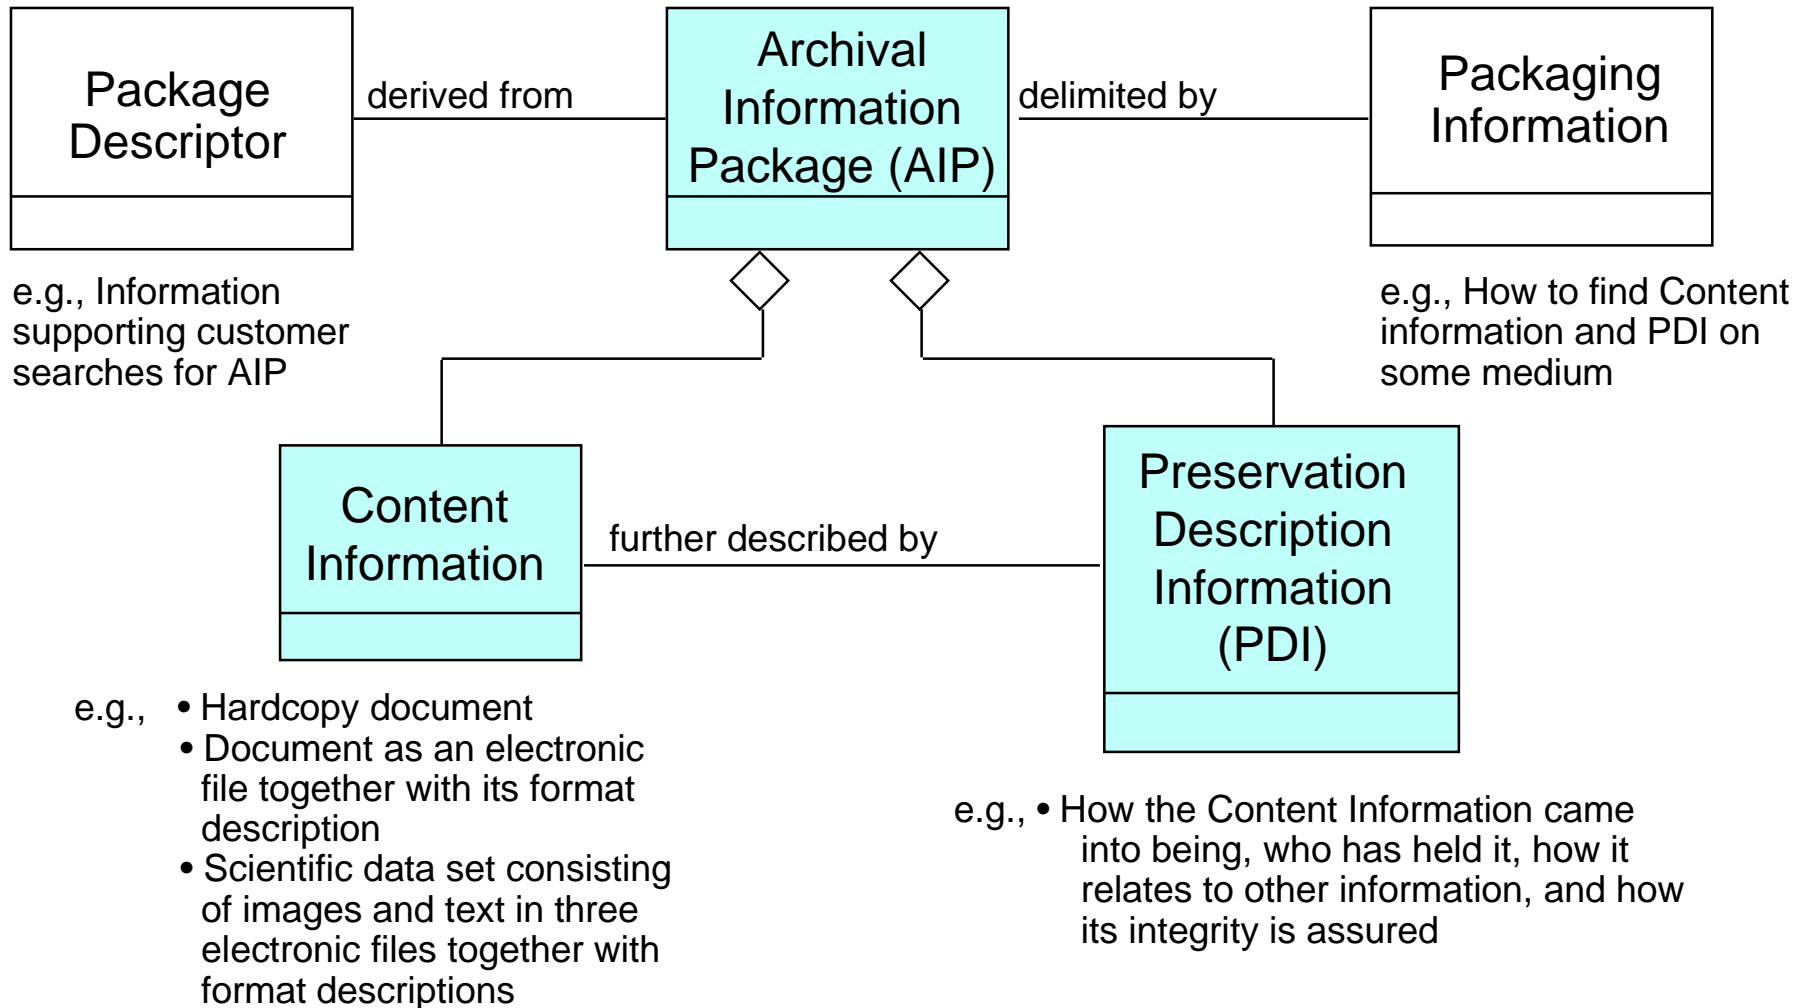 Package
Descriptor
derived from
Archival
Information
Package (AIP)
delimited by
Packaging
Information
e.g., Information
supporting customer
searches for AIP
e.g., How to find Content
information and PDI on
some medium
Content
Information
further described by
Preservation
Description
Information
(PDI)
e.g., • Hardcopy document
• Document as an electronic
file together with its format
description
• Scientific data set consisting
of images and text in three
electronic files together with
format descriptions
e.g., • How the Content Information came
into being, who has held it, how it
relates to other information, and how
its integrity is assured